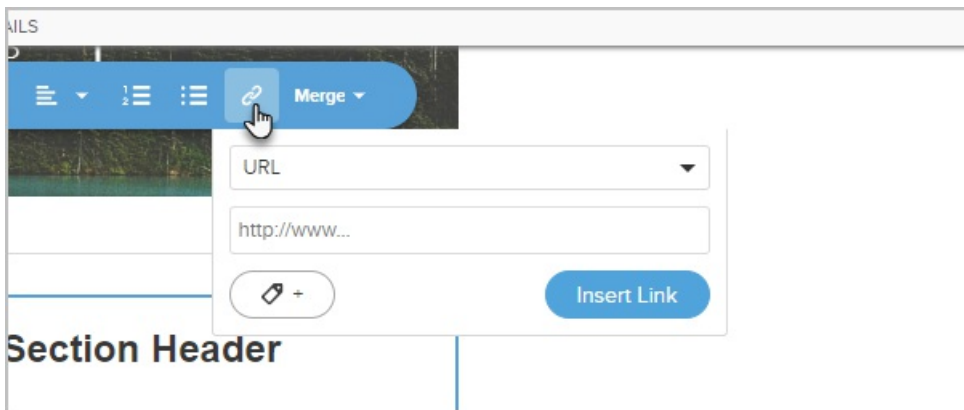 AILS
Merge
URL
http://www...
+
Insert Link
Section Header